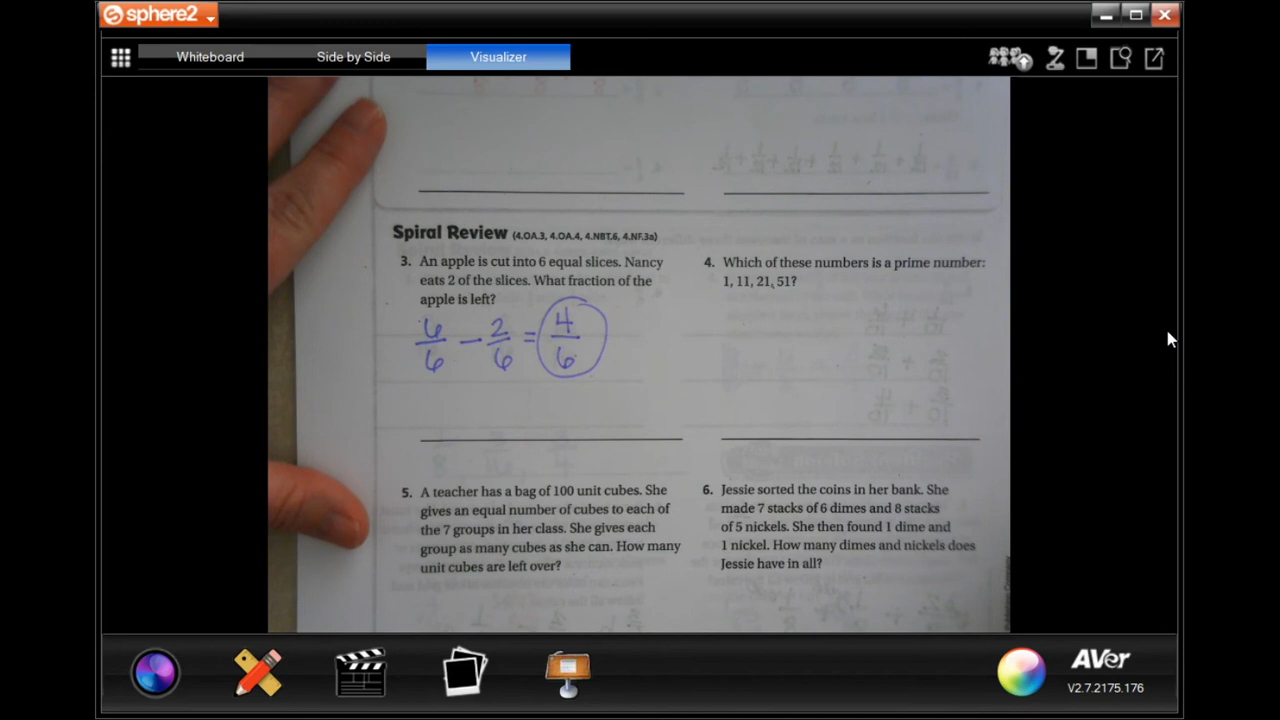 sphere2
Whiteboard Side by Side Visualizer
Spiral Review (4.OA.3, 4.OA.4, 4.NBT.6, 4.NF.3a)
3. An apple is cut into 6 equal slices. Nancy
eats 2 of the slices. What fraction of the
apple is left?
6/6 - 2/6 = 4/6
4. Which of these numbers is a prime number:
1, 11, 21, 51?
5. A teacher has a bag of 100 unit cubes. She
gives an equal number of cubes to each of
the 7 groups in her class. She gives each
group as many cubes as she can. How many
unit cubes are left over?
6. Jessie sorted the coins in her bank. She
made 7 stacks of 6 dimes and 8 stacks
of 5 nickels. She then found 1 dime and
1 nickel. How many dimes and nickels does
Jessie have in all?
AVer
V2.7.2175.176